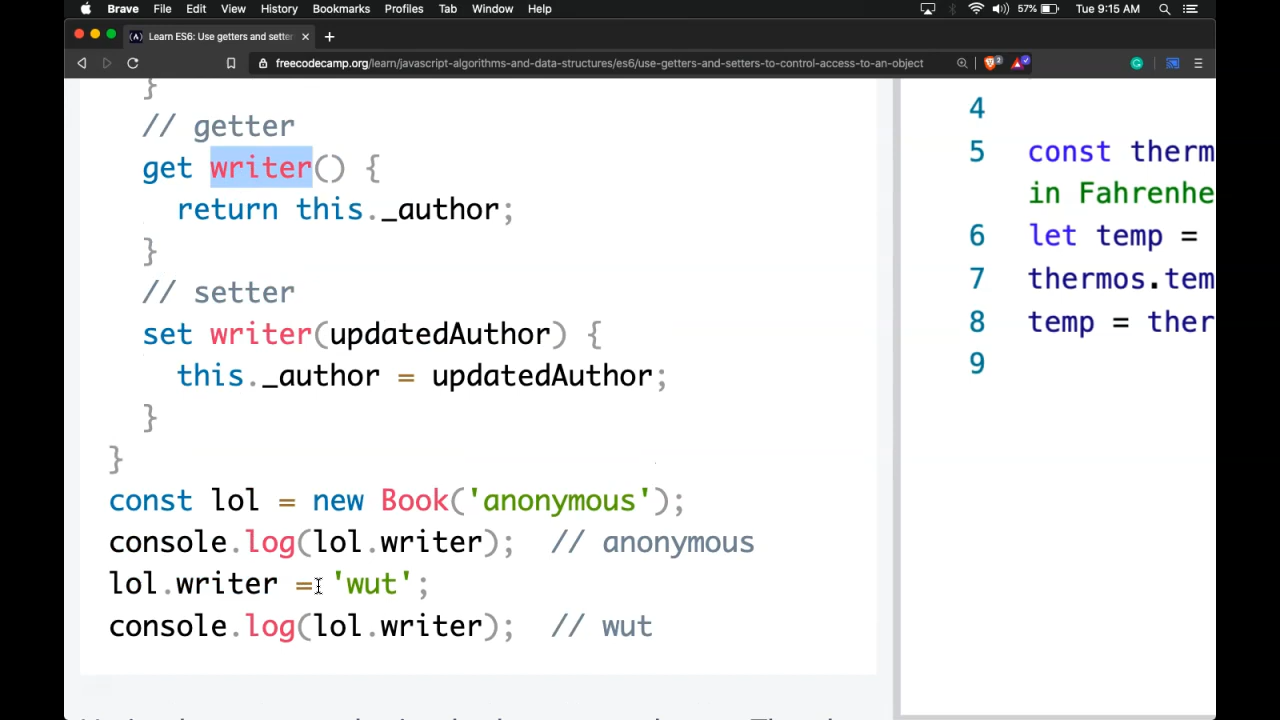 Brave File Edit View History Bookmarks Profiles Tab Window Help 57% Tue 9:15 AM
Learn ES6: Use getters and setter
freecodecamp.org/learn/javascript-algorithms-and-data-structures/es6/use-getters-and-setters-to-control-access-to-an-object
}
// getter
get writer() {
return this._author;
}
// setter
set writer(updatedAuthor) {
this._author = updatedAuthor;
}
}
const lol = new Book('anonymous');
console.log(lol.writer); // anonymous
lol.writer = 'wut';
console.log(lol.writer); // wut
4
5 const therm
in Fahrenhe
6 let temp =
7 thermos.tem
8 temp = ther
9